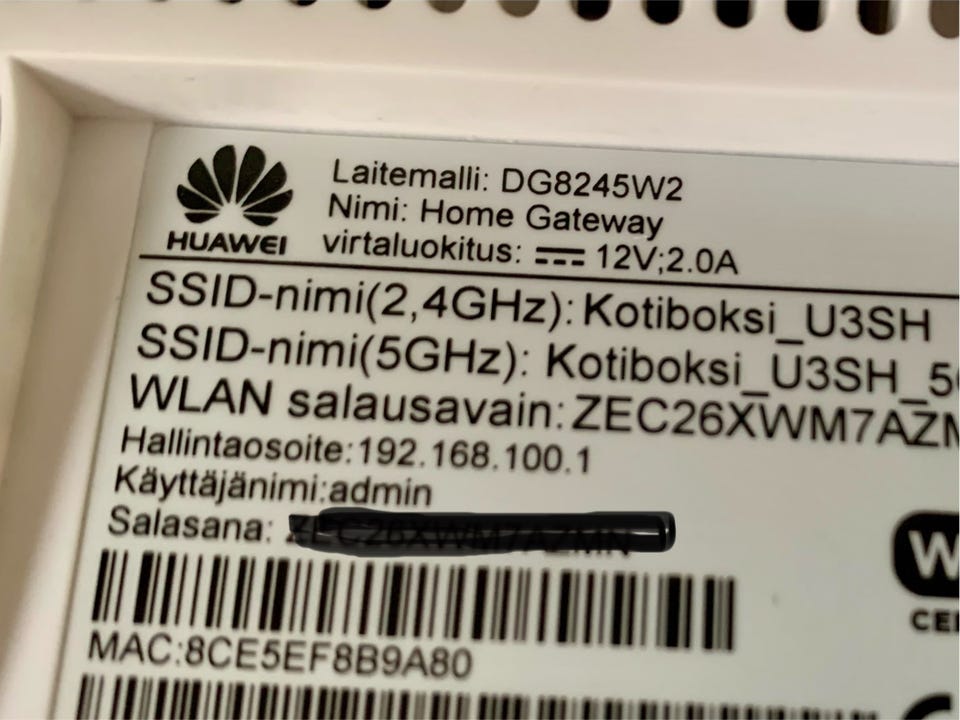 HUAWEI
Laitemalli: DG8245W2
Nimi: Home Gateway
virtaluokitus: ⎓ 12V;2.0A
SSID-nimi(2,4GHz): Kotiboksi_U3SH
SSID-nimi(5GHz): Kotiboksi_U3SH_5
WLAN salausavain: ZEC26XWM7AZM
Hallintaosoite:192.168.100.1
Käyttäjänimi:admin
Salasana:
MAC:8CE5EF8B9A80